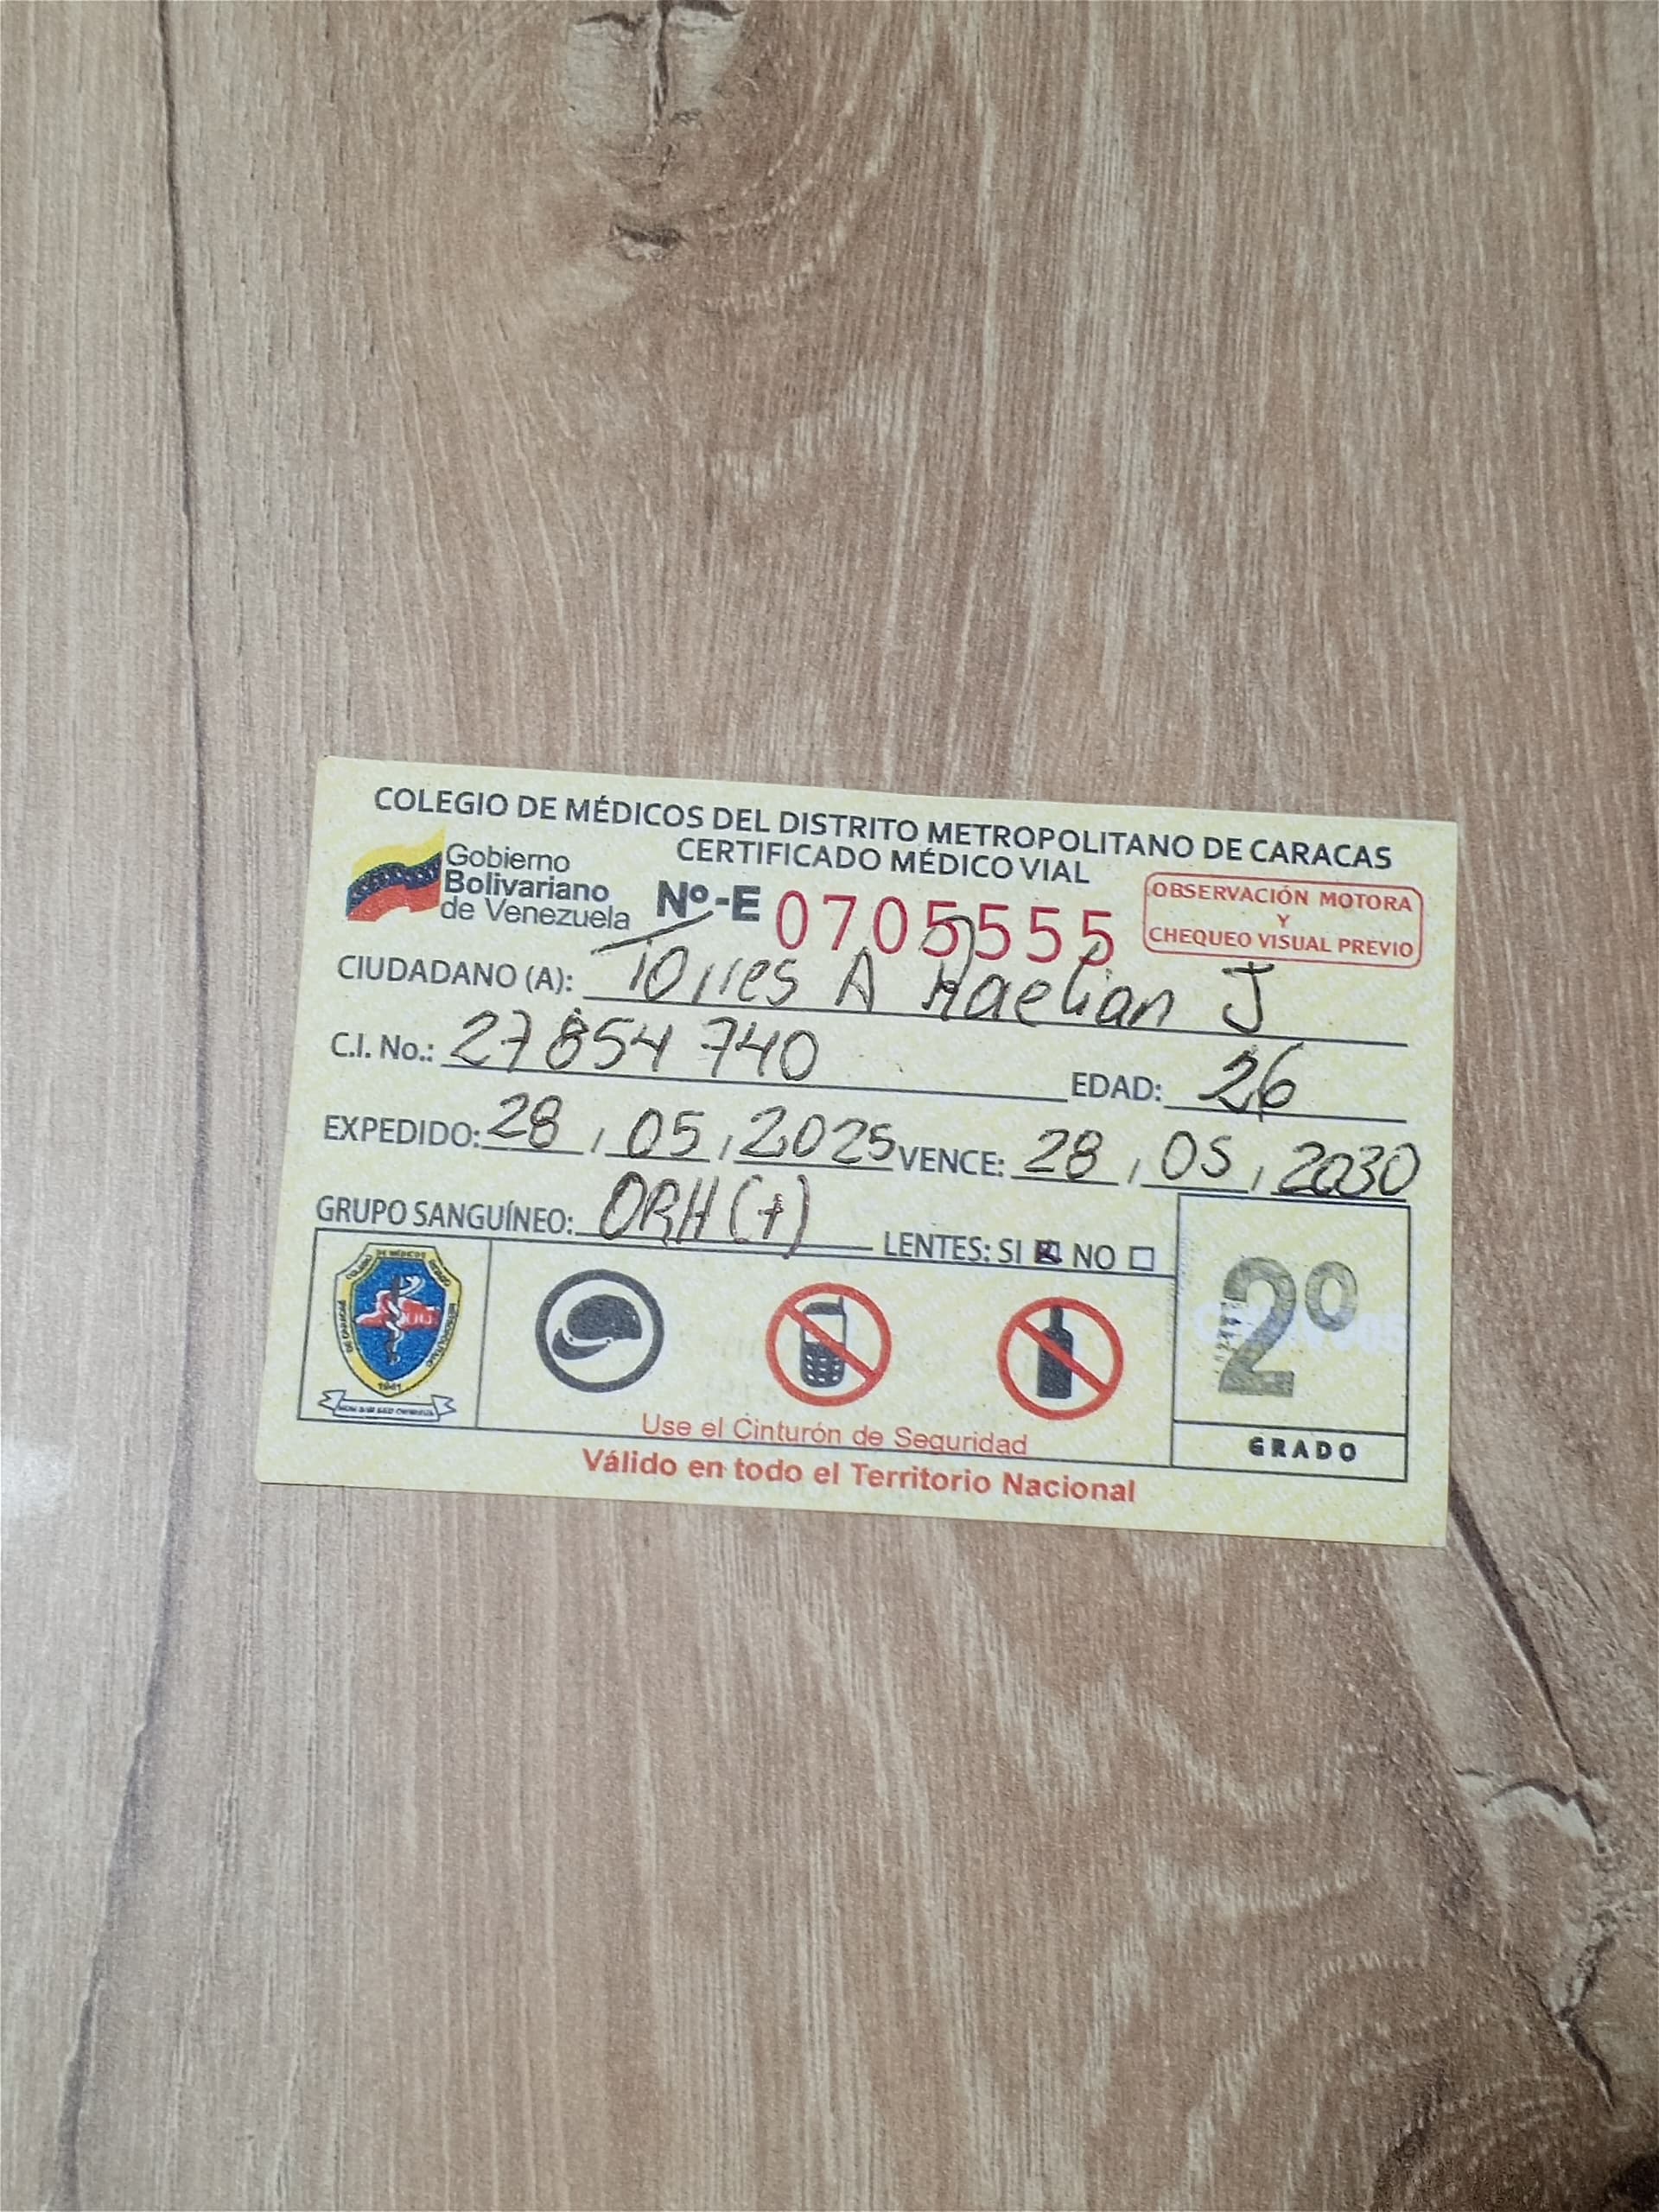 COLEGIO DE MÉDICOS DEL DISTRITO METROPOLITANO DE CARACAS
CERTIFICADO MÉDICO VIAL
Gobierno
Bolivariano
de Venezuela
Nº-E 0705555
OBSERVACIÓN MOTORA
Y
CHEQUEO VISUAL PREVIO
CIUDADANO (A): Torres A Haelian J
C.I. No.: 27854740 EDAD: 26
EXPEDIDO: 28 / 05 / 2025 VENCE: 28 / 05 / 2030
GRUPO SANGUÍNEO: ORH (+) LENTES: SI ☒ NO ☐
1941
2º
GRADO
Use el Cinturón de Seguridad
Válido en todo el Territorio Nacional